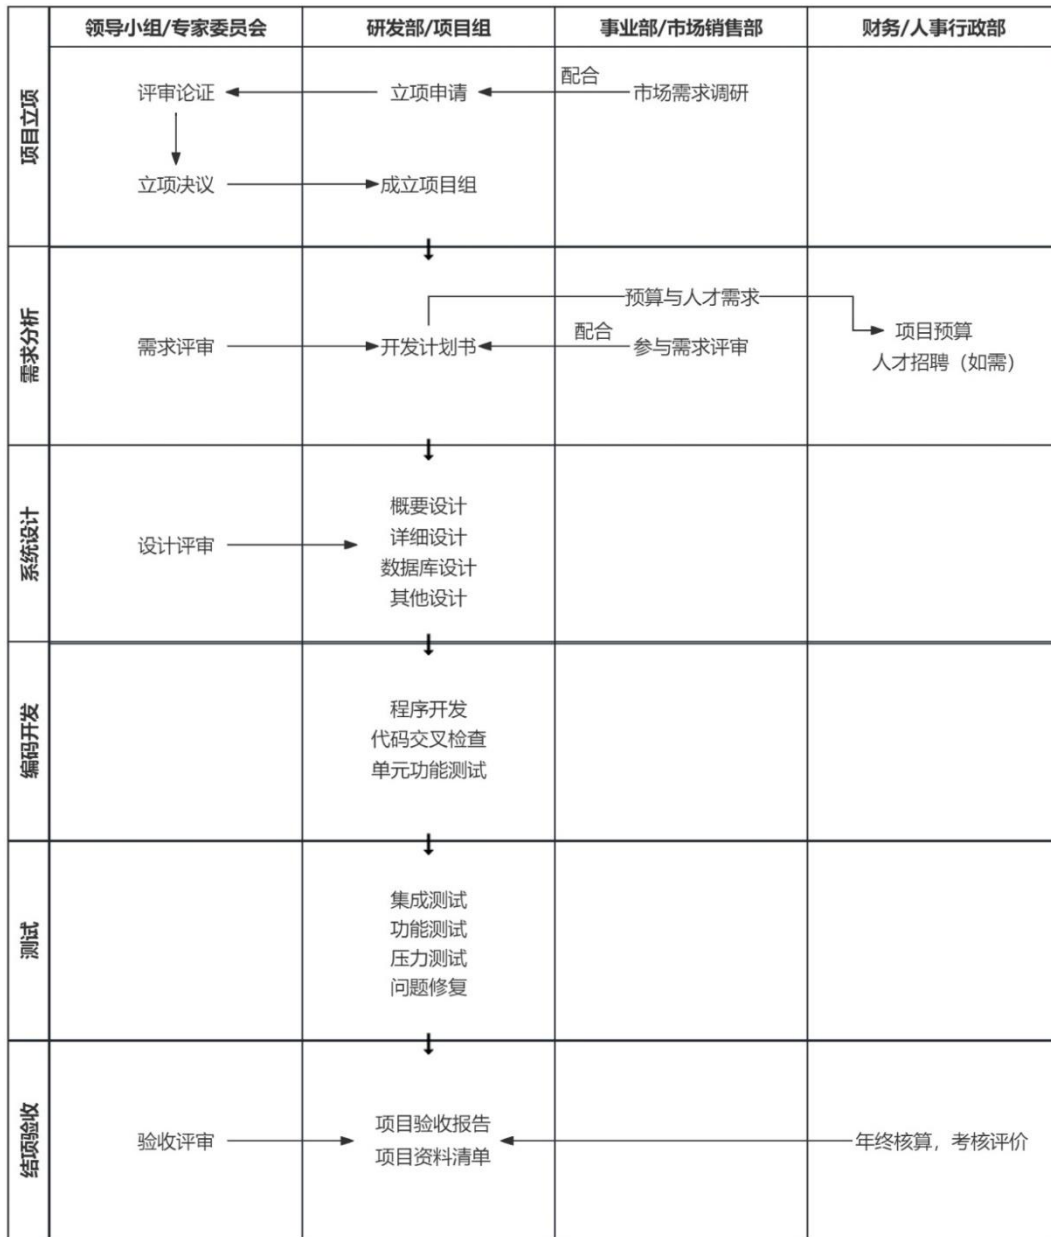 领导小组/专家委员会
研发部/项目组
事业部/市场销售部
财务/人事行政部
项目立项
评审论证
立项申请
配合
市场需求调研
立项决议
成立项目组
需求分析
预算与人才需求
需求评审
开发计划书
配合
参与需求评审
项目预算
人才招聘（如需）
系统设计
设计评审
概要设计
详细设计
数据库设计
其他设计
编码开发
程序开发
代码交叉检查
单元功能测试
测试
集成测试
功能测试
压力测试
问题修复
结项验收
验收评审
项目验收报告
项目资料清单
年终核算，考核评价